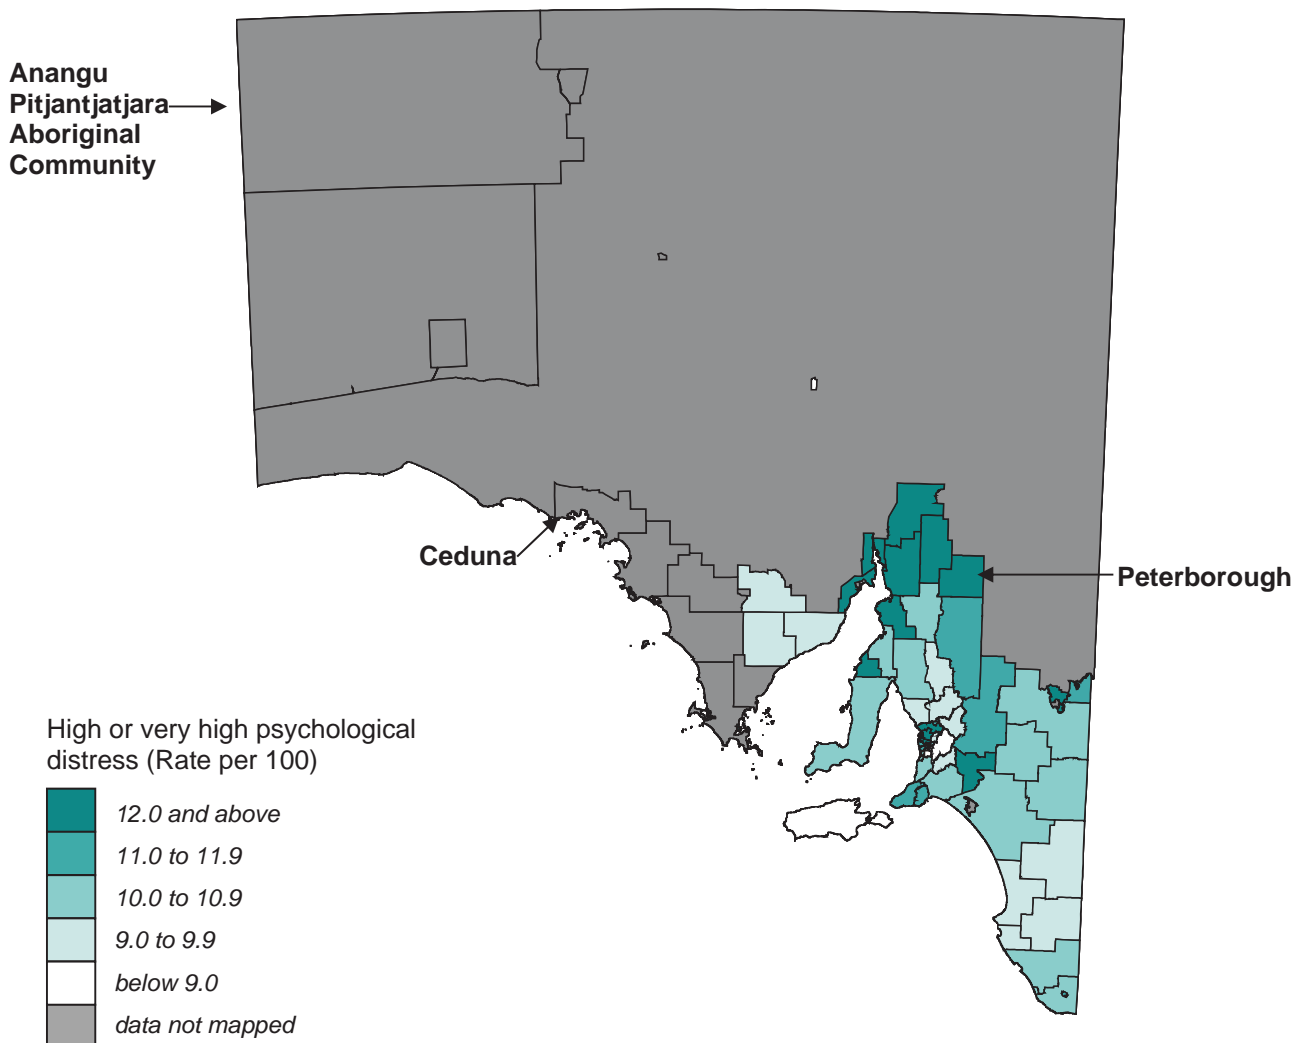 Anangu
Pitjantjatjara
Aboriginal
Community
Ceduna
Peterborough
High or very high psychological
distress (Rate per 100)
12.0 and above
11.0 to 11.9
10.0 to 10.9
9.0 to 9.9
below 9.0
data not mapped